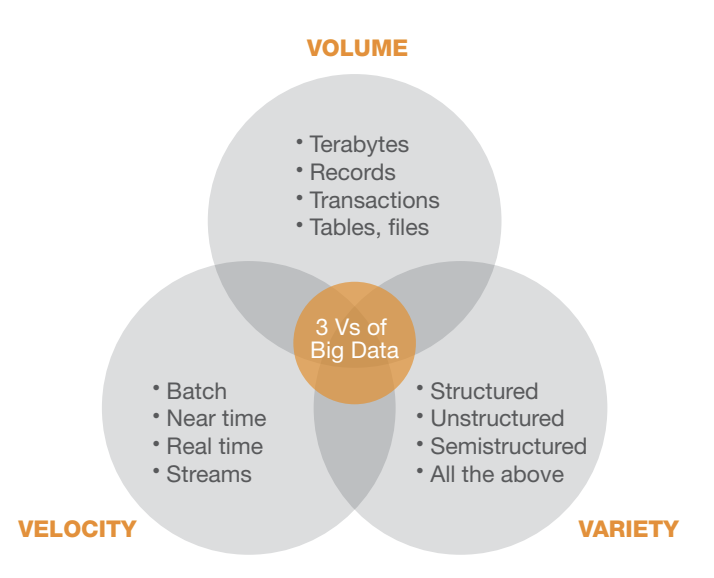 VOLUME
• Terabytes
• Records
• Transactions
• Tables, files
3 Vs of
Big Data
• Batch
• Near time
• Real time
• Streams
• Structured
• Unstructured
• Semistructured
• All the above
VELOCITY
VARIETY